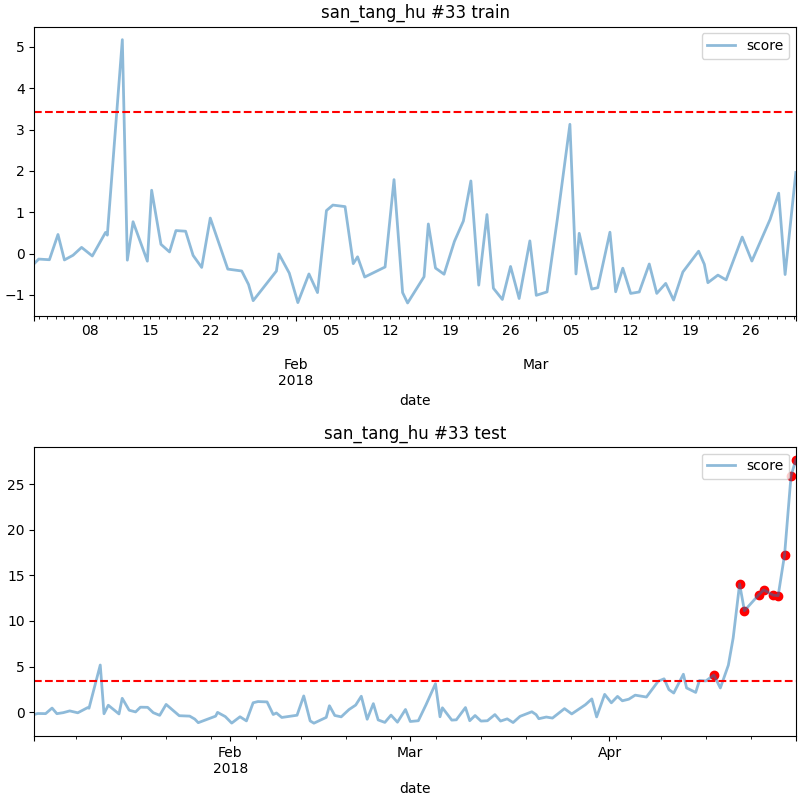 san_tang_hu #33 train
score
5
4
3
2
1
0
−1
08 15 22 29 05 12 19 26 05 12 19 26
Feb Mar
2018
date
san_tang_hu #33 test
score
25
20
15
10
5
0
Feb Mar Apr
2018
date